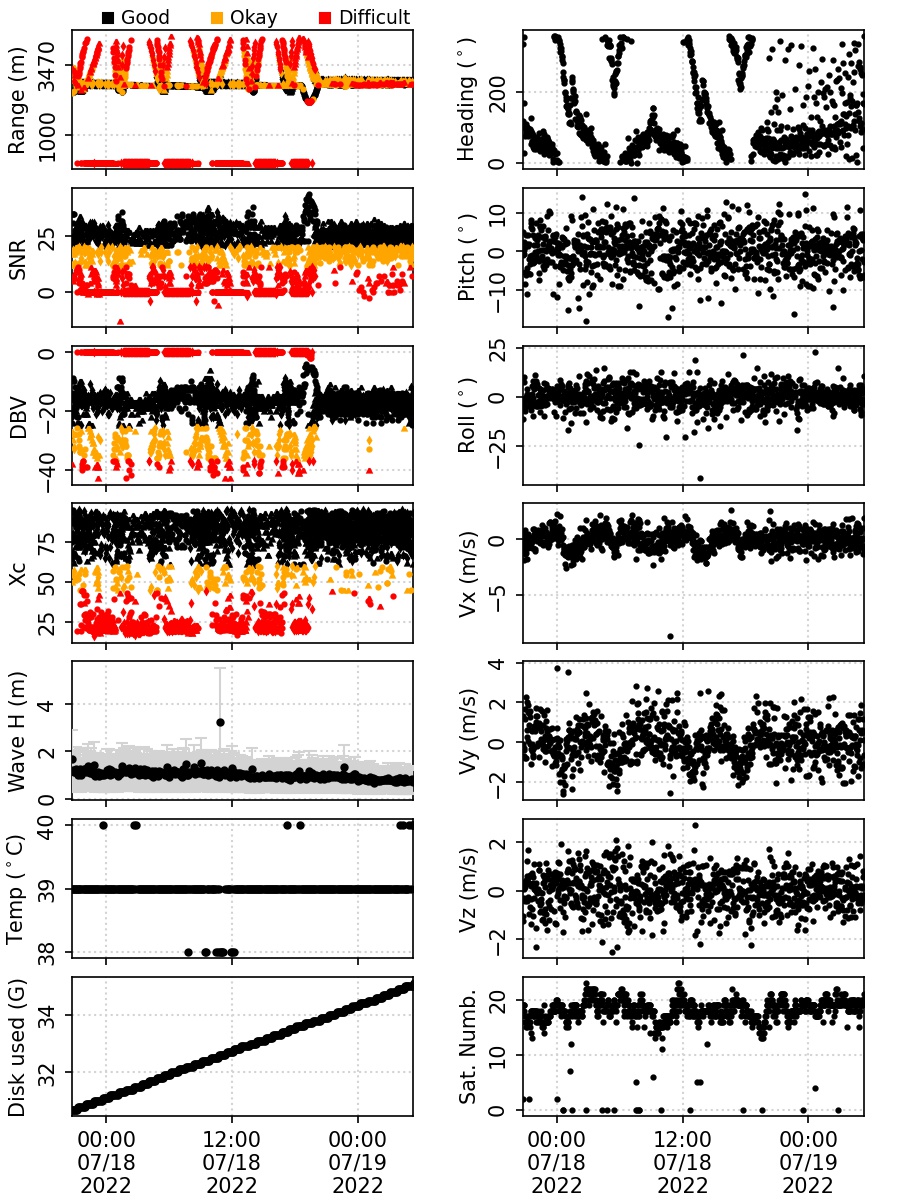 Good Okay Difficult
Range (m)
3470
1000
Heading (°)
200
0
SNR
25
0
Pitch (°)
10
0
−10
DBV
0
−20
−40
Roll (°)
25
0
−25
Xc
75
50
25
Vx (m/s)
0
−5
Wave H (m)
4
2
0
Vy (m/s)
4
2
0
−2
Temp (°C)
40
39
38
Vz (m/s)
2
0
−2
Disk used (G)
34
32
Sat. Numb.
20
10
0
00:00 12:00 00:00
07/18 07/18 07/19
2022 2022 2022
00:00 12:00 00:00
07/18 07/18 07/19
2022 2022 2022